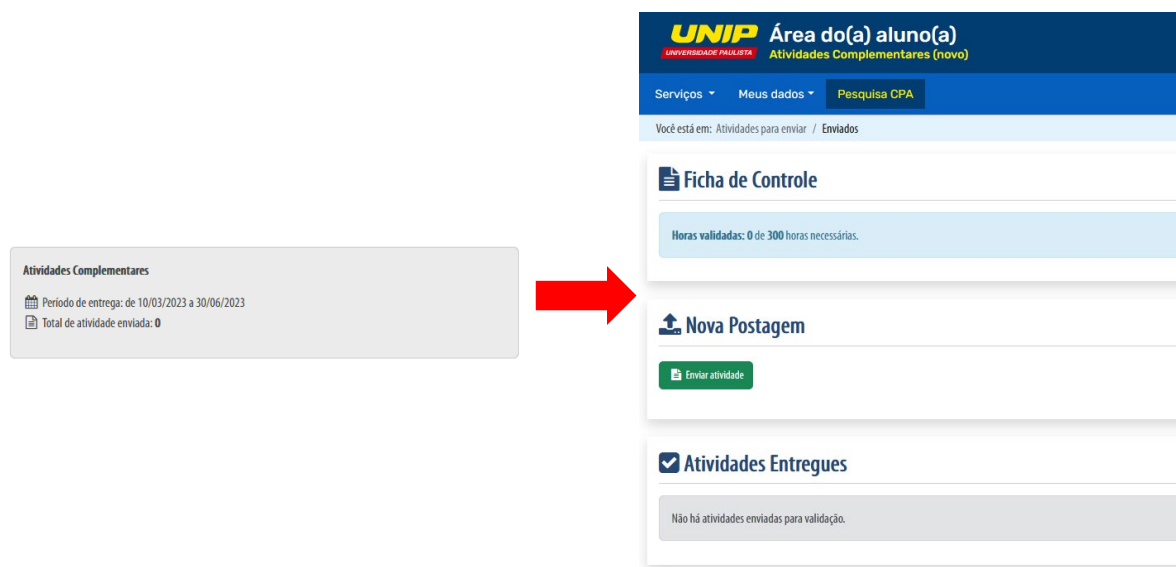 Atividades Complementares
Período de entrega: de 10/03/2023 a 30/06/2023
Total de atividade enviada: 0
UNIP
UNIVERSIDADE PAULISTA
Área do(a) aluno(a)
Atividades Complementares (novo)
Serviços Meus dados Pesquisa CPA
Você está em: Atividades para enviar / Enviados
Ficha de Controle
Horas validadas: 0 de 300 horas necessárias.
Nova Postagem
Enviar atividade
Atividades Entregues
Não há atividades enviadas para validação.